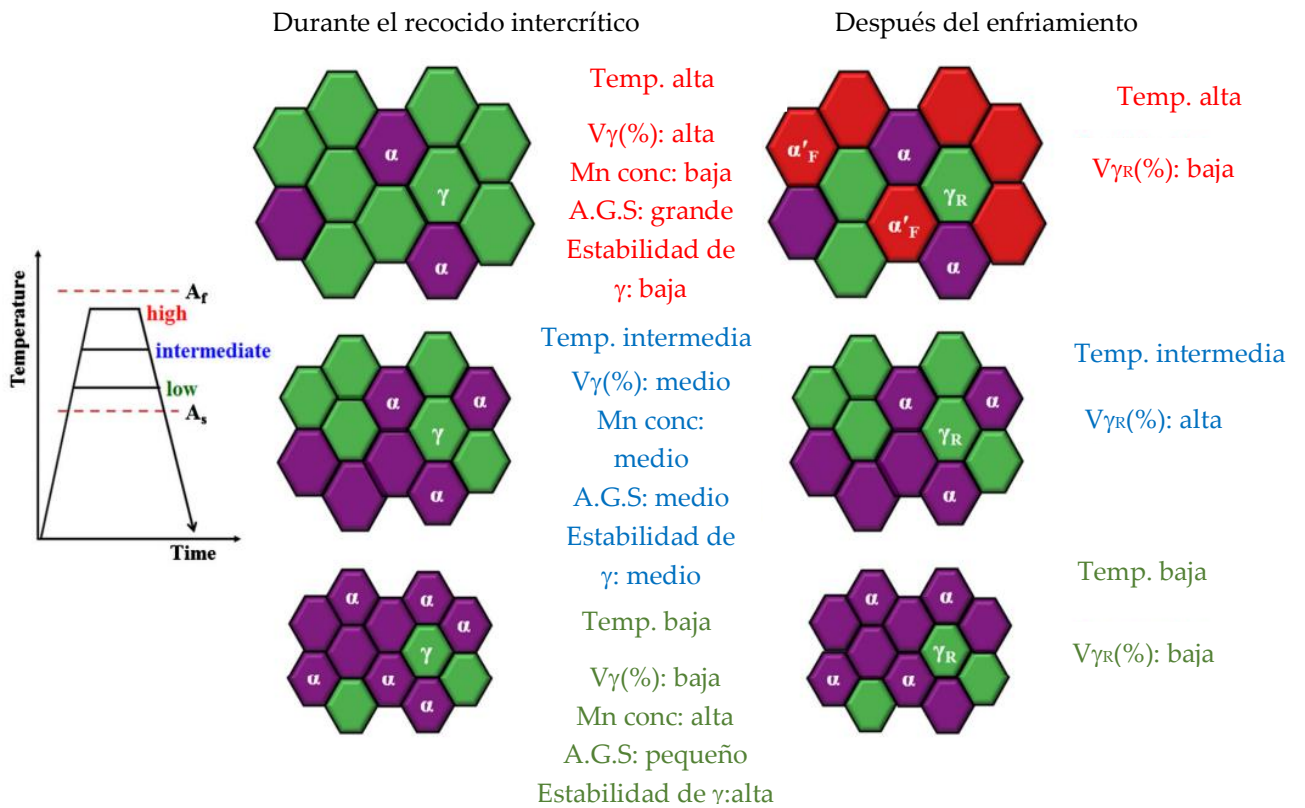 Durante el recocido intercrítico
Después del enfriamiento
Temp. alta
Vγ(%): alta
Mn conc: baja
A.G.S: grande
Estabilidad de
γ: baja
α
γ
α
α'F
α
γR
α'F
α
Temp. alta
VγR(%): baja
Temperature
Af
high
intermediate
low
As
Time
Temp. intermedia
Vγ(%): medio
Mn conc:
medio
A.G.S: medio
Estabilidad de
γ: medio
α
α
γ
α
α
α
γR
α
Temp. intermedia
VγR(%): alta
α
α
α
γ
α
α
α
Temp. baja
Vγ(%): baja
Mn conc: alta
A.G.S: pequeño
Estabilidad de γ:alta
α
α
γR
α
α
Temp. baja
VγR(%): baja